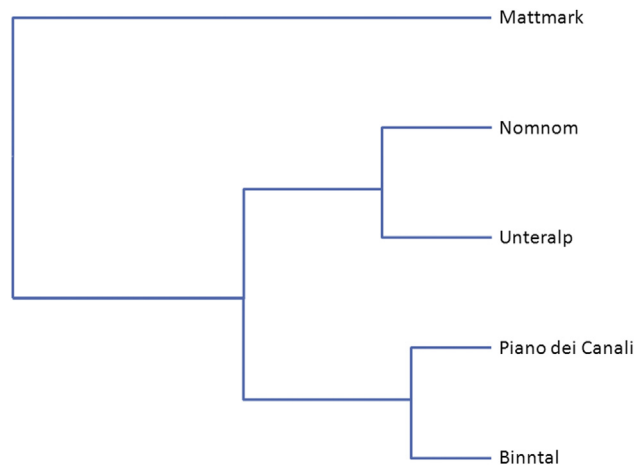 Mattmark
Nomnom
Unteralp
Piano dei Canali
Binntal